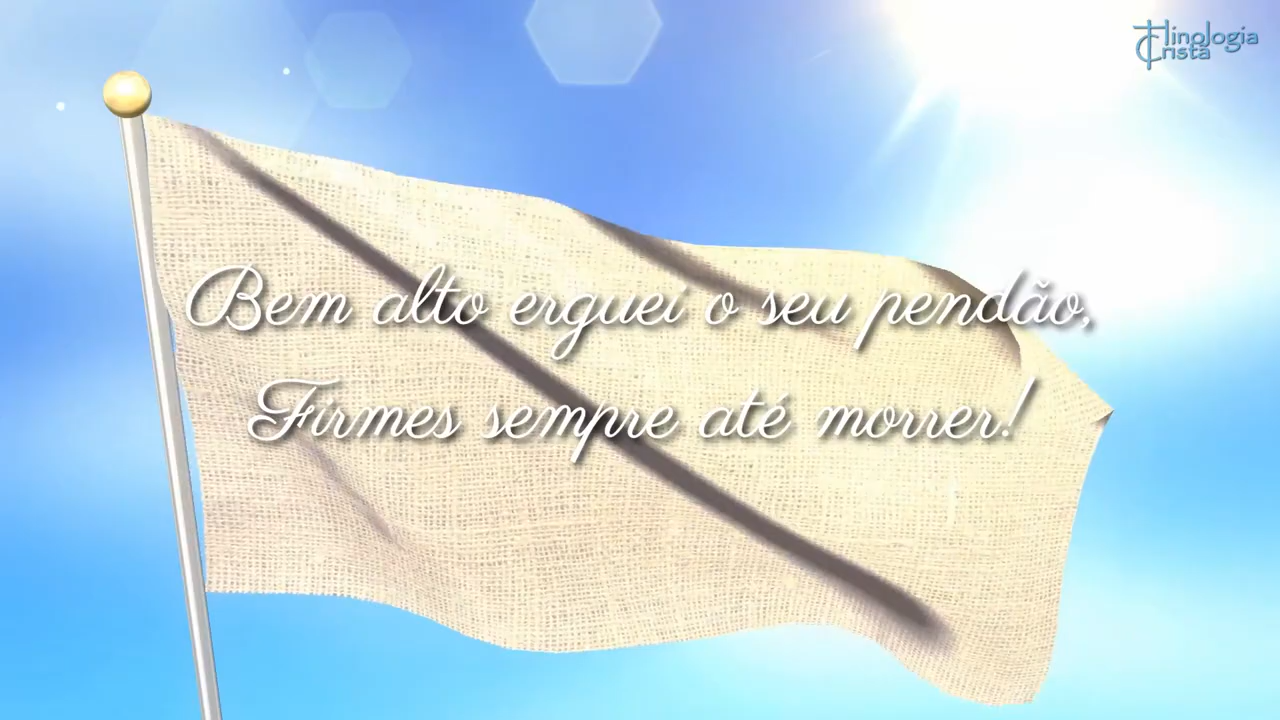 Hinologia
Cristã
Bem alto erguei o seu pendão,
Firmes sempre até morrer!